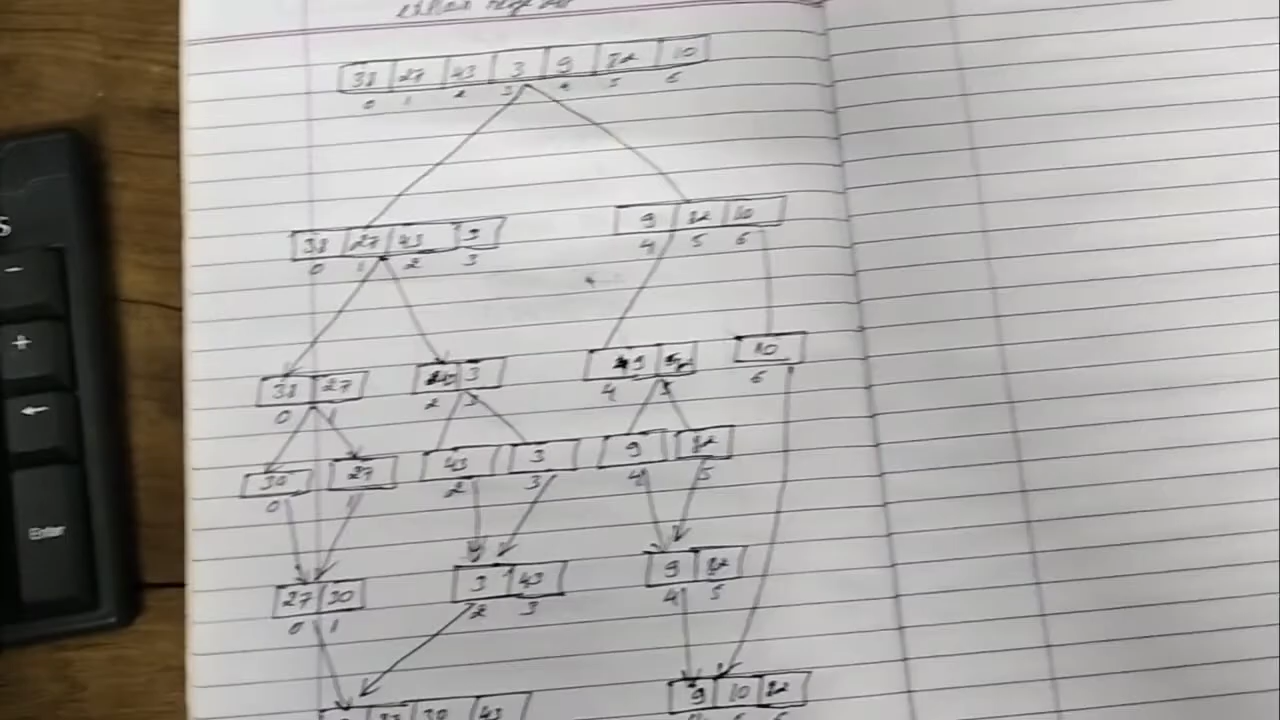 38 27 43 3 9 82 10
0 1 2 3 4 5 6
38 27 43 3
9 82 10
0 1 2 3
4 5 6
38 27
3
9
10
0 1
2 3
4 5
6
30 27
43 3
9 82
0 1
2 3
4 5
27 30
3 43
9 82
0 1
2 3
4 5
9 10 82
43
Enter